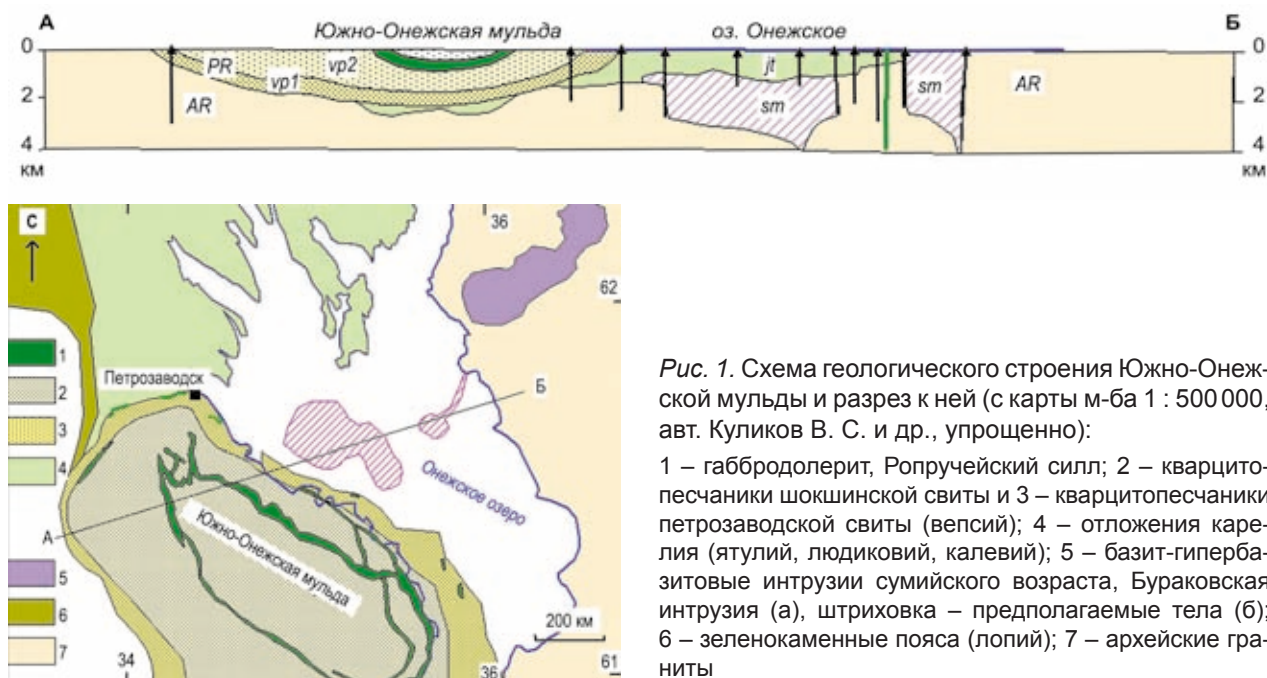 А
Южно-Онежская мульда
оз. Онежское
Б
0
0
PR
vp1
vp2
jt
AR
sm
sm
AR
2
2
4
4
км
км
С
36
62
1
2
3
4
Петрозаводск
Б
Онежское озеро
А
Южно-Онежская мульда
5
6
7
200 км
34
36
61
Рис. 1. Схема геологического строения Южно-Онеж-
ской мульды и разрез к ней (с карты м-ба 1 : 500 000,
авт. Куликов В. С. и др., упрощенно):
1 – габбродолерит, Ропручейский силл; 2 – кварцито-
песчаники шокшинской свиты и 3 – кварцитопесчаники
петрозаводской свиты (вепсий); 4 – отложения каре-
лия (ятулий, людиковий, калевий); 5 – базит-гиперба-
зитовые интрузии сумийского возраста, Бураковская
интрузия (а), штриховка – предполагаемые тела (б);
6 – зеленокаменные пояса (лопий); 7 – архейские гра-
ниты